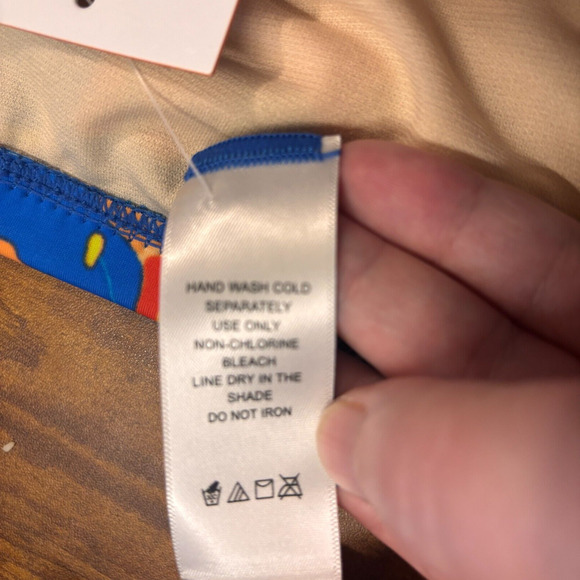 HAND WASH COLD
SEPARATELY
USE ONLY
NON-CHLORINE
BLEACH
LINE DRY IN THE
SHADE
DO NOT IRON